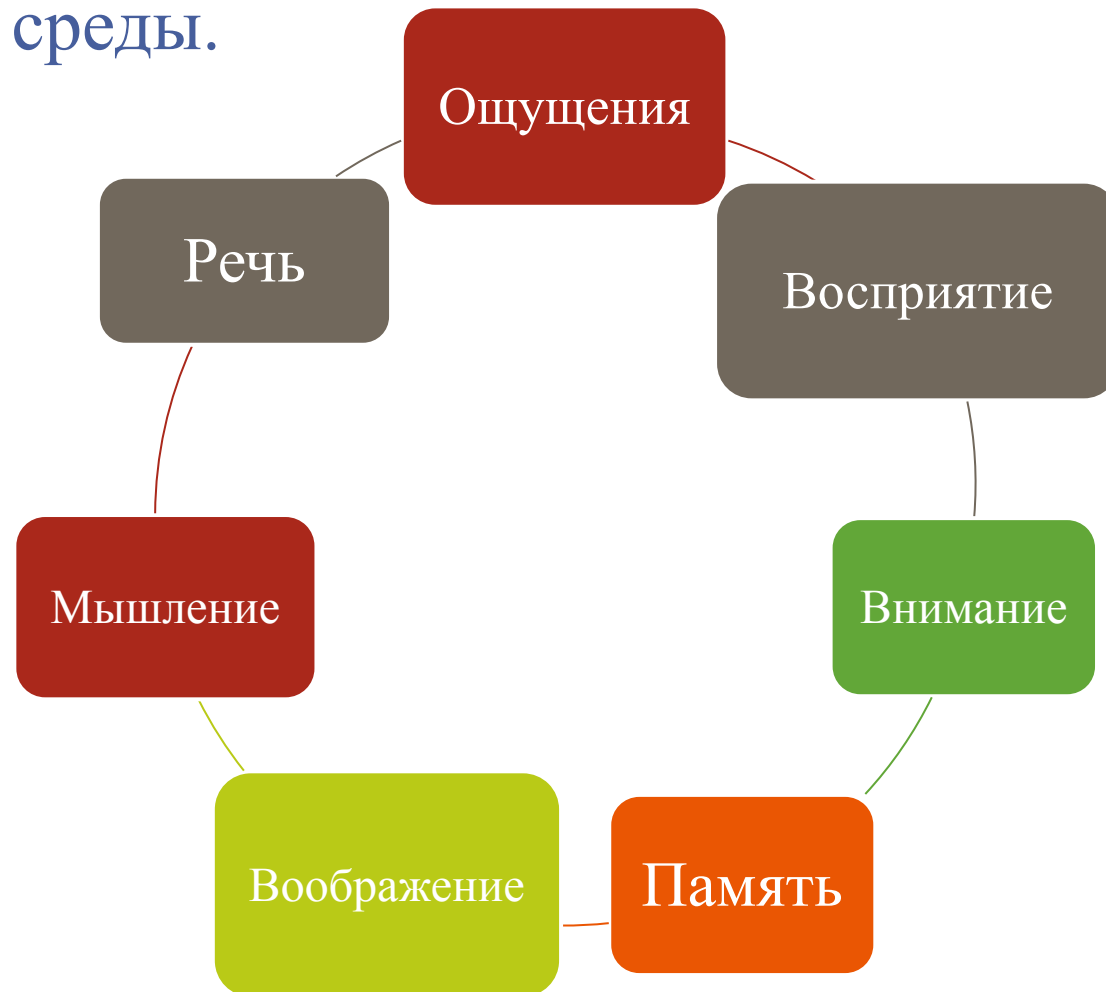 среды.
Ощущения
Речь
Восприятие
Мышление
Внимание
Воображение
Память